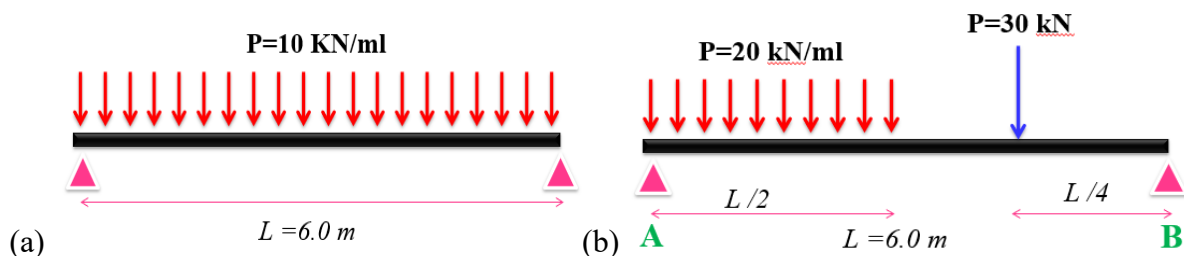 P=10 KN/ml
L =6.0 m
(a)
P=20 kN/ml
P=30 kN
L /2
L /4
A
L =6.0 m
B
(b)